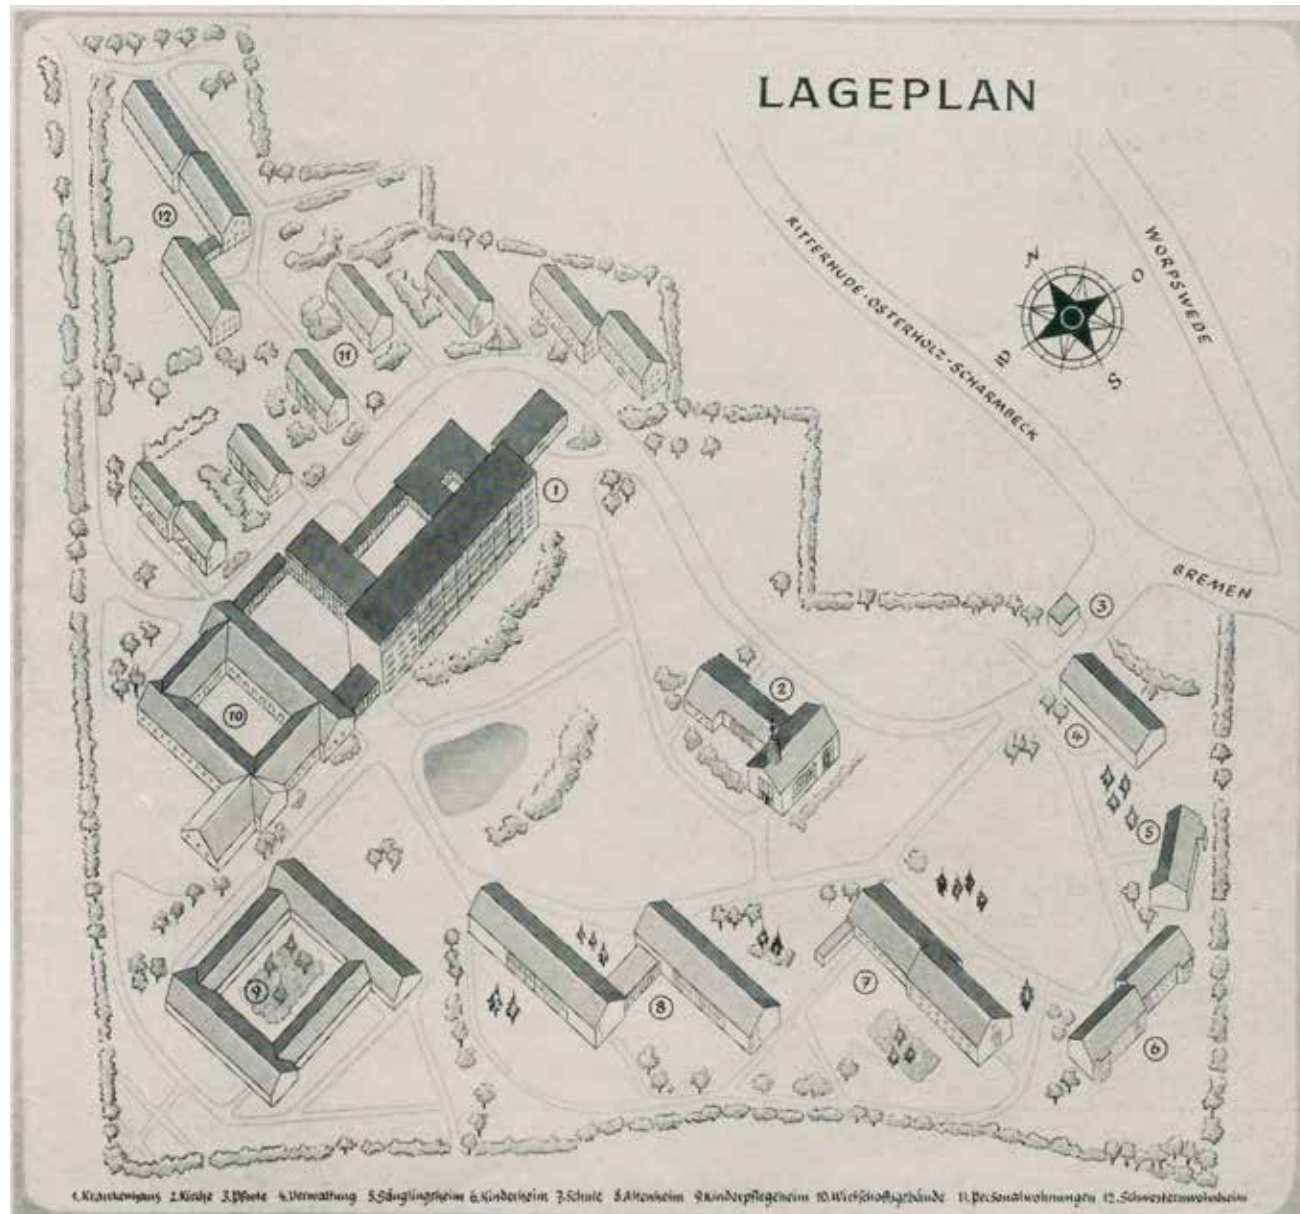 LAGEPLAN
RITTERHUDE·OSTERHOLZ-SCHARMBECK
WORPSWEDE
N
O
W
S
BREMEN
12
11
1
3
2
10
4
5
9
8
7
6
1.Krankenhaus 2.Kirche 3.Pforte 4.Verwaltung 5.Säuglingsheim 6.Kinderheim 7.Schule 8.Altenheim 9.Kinderpflegeheim 10.Wirtschaftsgebäude 11.Personalwohnungen 12.Schwesternwohnheim